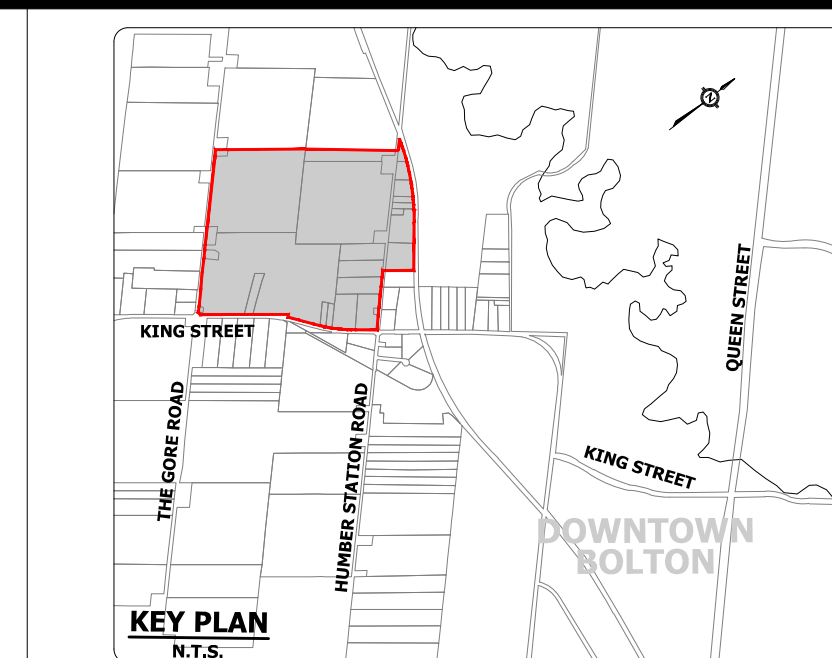 N
QUEEN STREET
KING STREET
THE GORE ROAD
HUMBER STATION ROAD
KING STREET
DOWNTOWN
BOLTON
KEY PLAN
N.T.S.